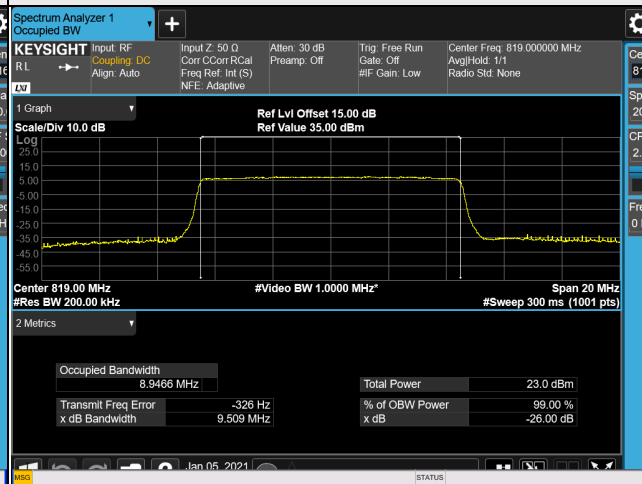 Spectrum Analyzer 1
Occupied BW
KEYSIGHT
RL
LXI
Input: RF
Coupling: DC
Align: Auto
Input Z: 50 Ω
Corr CCorr RCal
Freq Ref: Int (S)
NFE: Adaptive
Atten: 30 dB
Preamp: Off
Trig: Free Run
Gate: Off
#IF Gain: Low
Center Freq: 819.000000 MHz
Avg|Hold: 1/1
Radio Std: None
1 Graph
Scale/Div 10.0 dB
Ref Lvl Offset 15.00 dB
Ref Value 35.00 dBm
Log
25.0
15.0
5.00
-5.00
-15.0
-25.0
-35.0
-45.0
-55.0
Center 819.00 MHz
#Video BW 1.0000 MHz*
Span 20 MHz
#Res BW 200.00 kHz
#Sweep 300 ms (1001 pts)
2 Metrics
Occupied Bandwidth
8.9466 MHz
Total Power 23.0 dBm
Transmit Freq Error -326 Hz
% of OBW Power 99.00 %
x dB Bandwidth 9.509 MHz
x dB -26.00 dB
Jan 05, 2021
MSG
STATUS